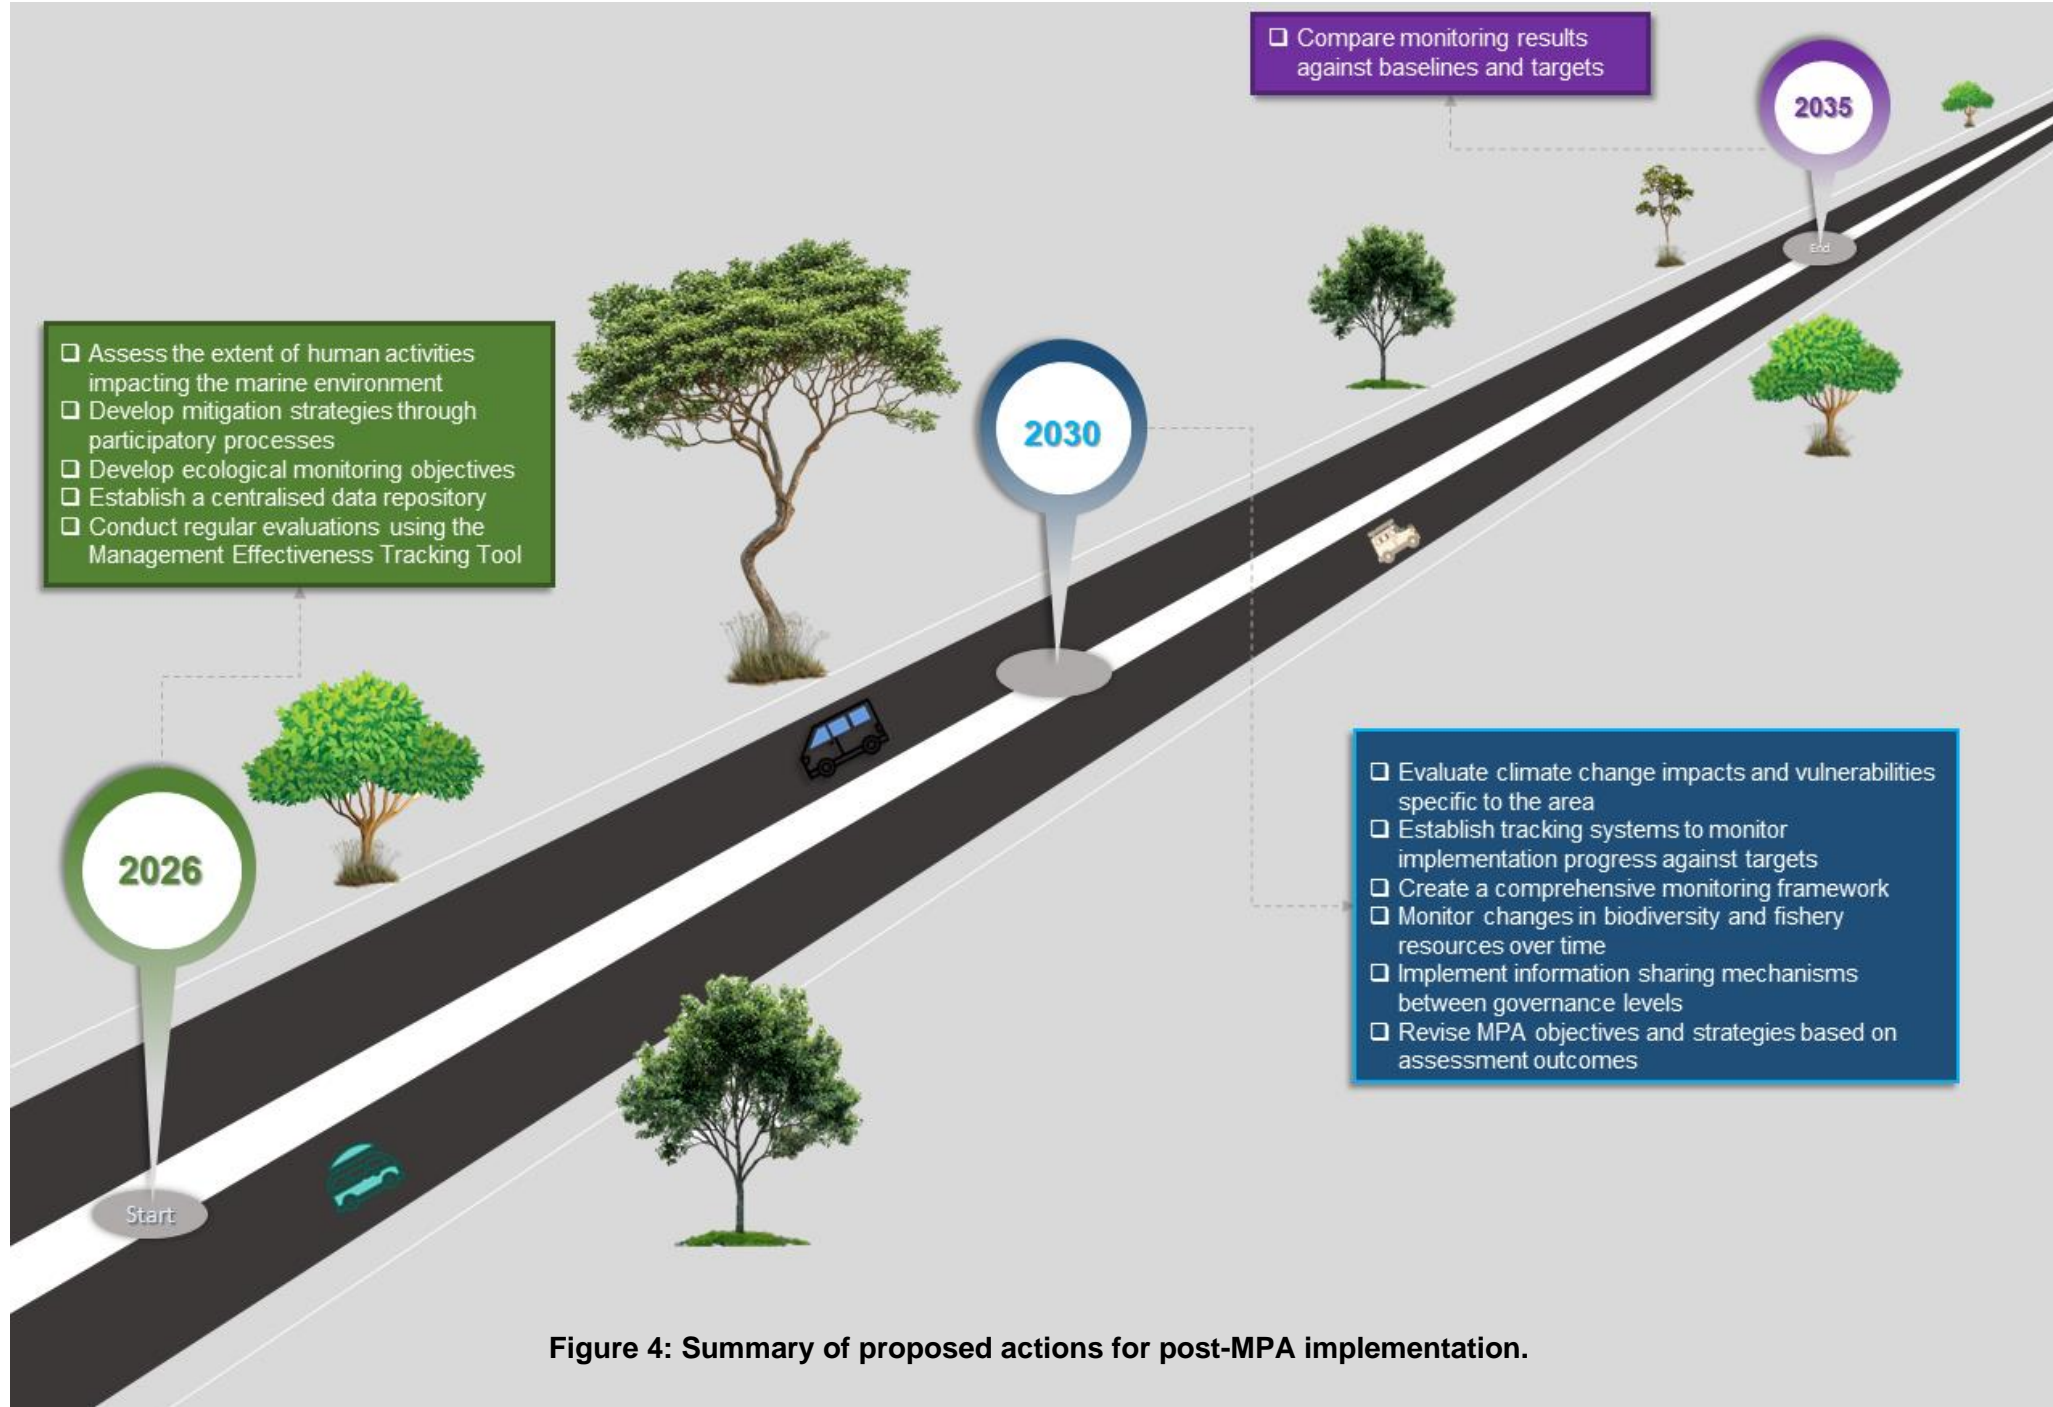 ❑ Compare monitoring results
against baselines and targets
2035
End
❑ Assess the extent of human activities
impacting the marine environment
❑ Develop mitigation strategies through
participatory processes
❑ Develop ecological monitoring objectives
❑ Establish a centralised data repository
❑ Conduct regular evaluations using the
Management Effectiveness Tracking Tool
2030
❑ Evaluate climate change impacts and vulnerabilities
specific to the area
❑ Establish tracking systems to monitor
implementation progress against targets
❑ Create a comprehensive monitoring framework
❑ Monitor changes in biodiversity and fishery
resources over time
❑ Implement information sharing mechanisms
between governance levels
❑ Revise MPA objectives and strategies based on
assessment outcomes
2026
Start
Figure 4: Summary of proposed actions for post-MPA implementation.